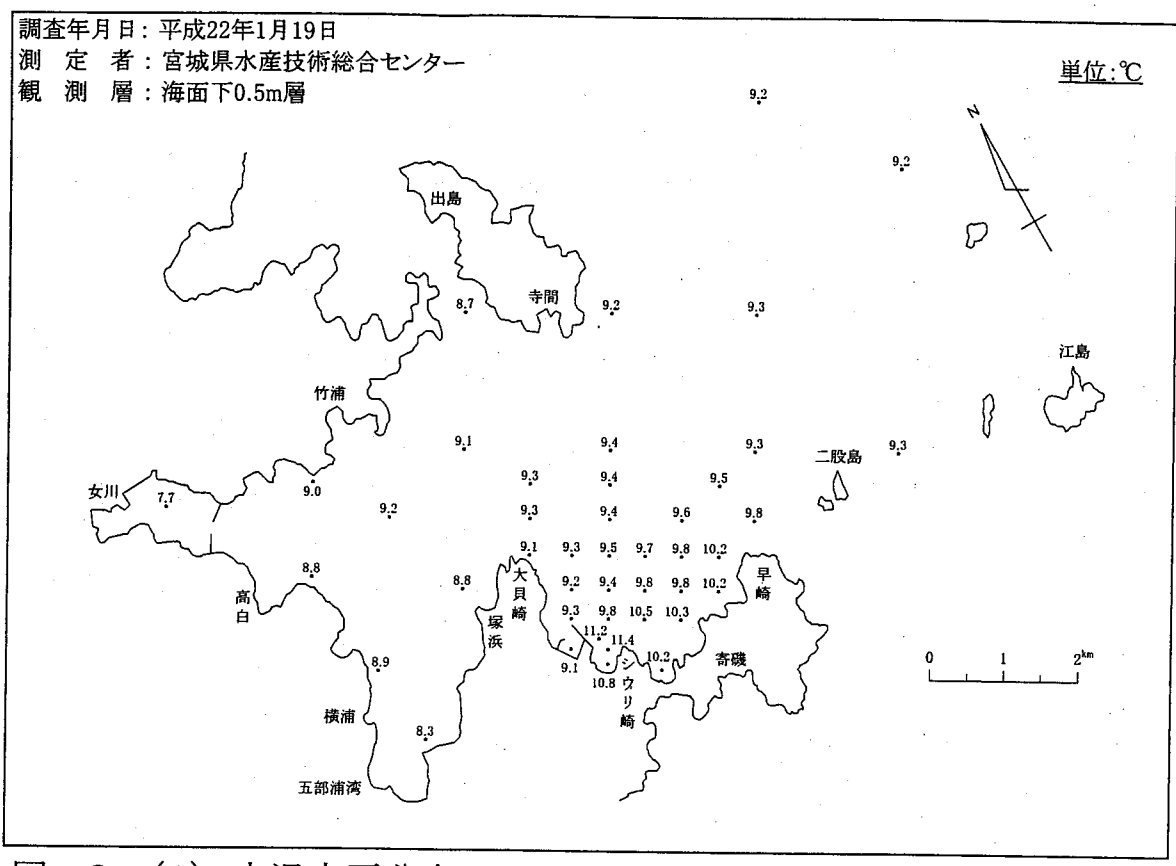 調査年月日：平成22年1月19日
測定者：宮城県水産技術総合センター
観測層：海面下0.5m層
単位:℃
9.2
N
9.2
出島
寺間
8.7
9.2
9.3
江島
竹浦
9.1
9.4
9.3
9.3
二股島
9.3
9.4
9.5
女川
7.7
9.0
9.2
9.3
9.4
9.6
9.8
9.1
9.3
9.5
9.7
9.8
10.2
8.8
8.8
大貝崎
9.2
9.4
9.8
9.8
10.2
早崎
高白
塚浜
9.3
9.8
10.5
10.3
11.2
11.4
9.1
10.8
シウリ崎
10.2
寄磯
0 1 2km
8.9
横浦
8.3
五部浦湾